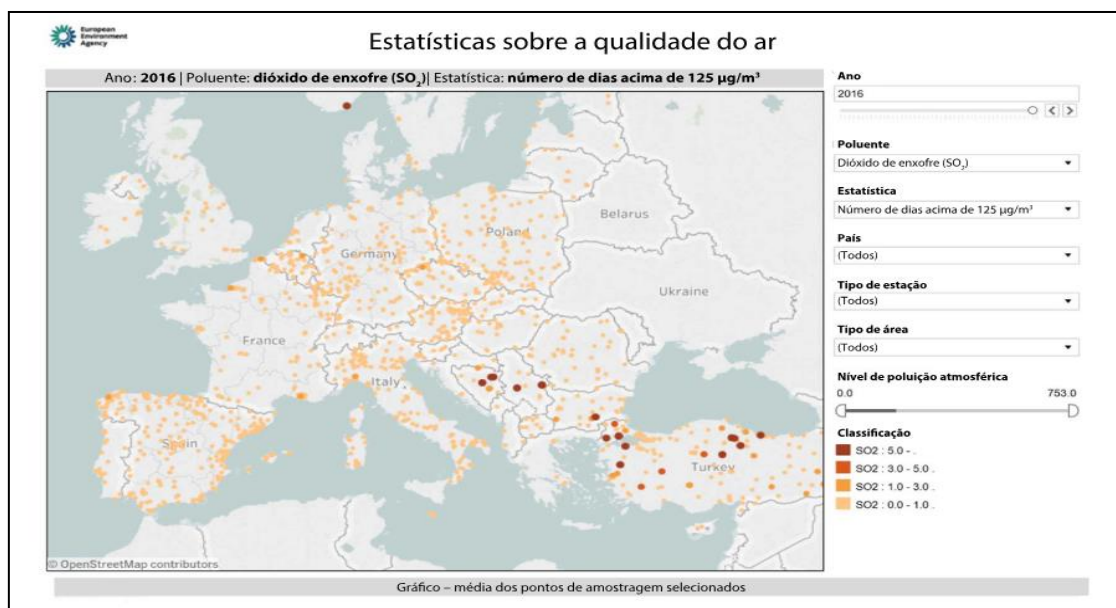 European
Environment
Agency
Estatísticas sobre a qualidade do ar
Ano: 2016 | Poluente: dióxido de enxofre (SO₂)| Estatística: número de dias acima de 125 µg/m³
Belarus
Poland
Germany
Ukraine
France
Italy
Spain
Turkey
© OpenStreetMap contributors
Ano
2016
Poluente
Dióxido de enxofre (SO₂)
Estatística
Número de dias acima de 125 µg/m³
País
(Todos)
Tipo de estação
(Todos)
Tipo de área
(Todos)
Nível de poluição atmosférica
0.0 753.0
Classificação
SO2 : 5.0 - .
SO2 : 3.0 - 5.0 .
SO2 : 1.0 - 3.0 .
SO2 : 0.0 - 1.0 .
Gráfico – média dos pontos de amostragem selecionados